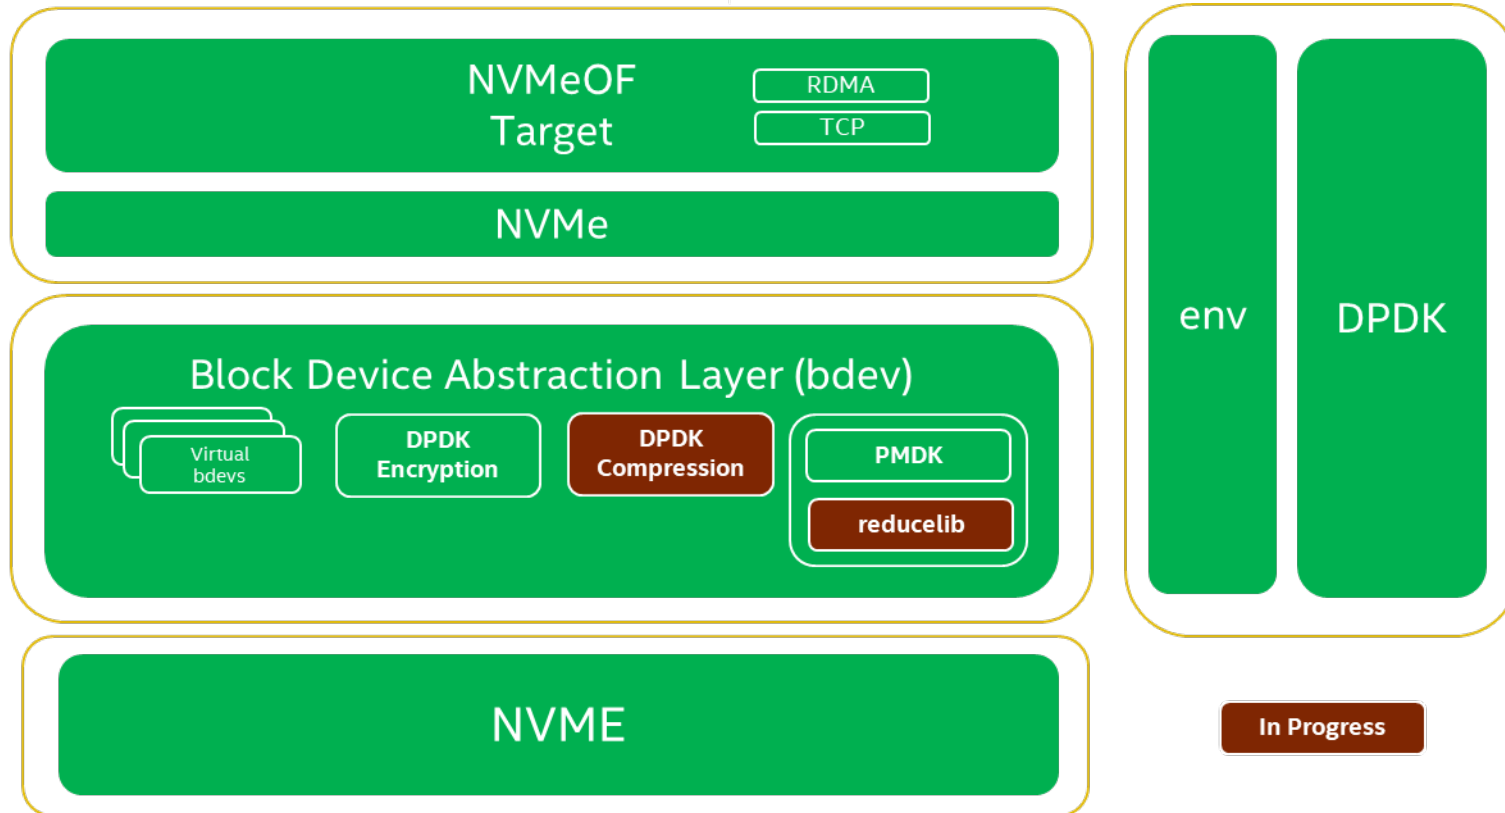 NVMeOF
Target
RDMA
TCP
NVMe
Block Device Abstraction Layer (bdev)
Virtual
bdevs
DPDK
Encryption
DPDK
Compression
PMDK
reducelib
NVME
env
DPDK
In Progress